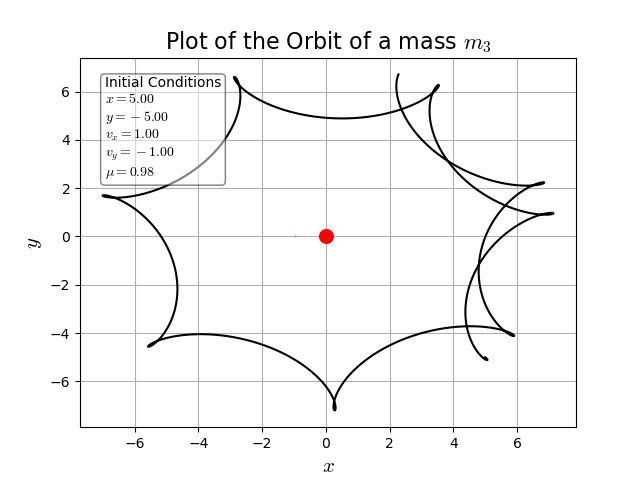 Plot of the Orbit of a mass m₃
Initial Conditions
x = 5.00
y = −5.00
vₓ = 1.00
v_y = −1.00
μ = 0.98
6
4
2
0
−2
−4
−6
y
−6 −4 −2 0 2 4 6
x